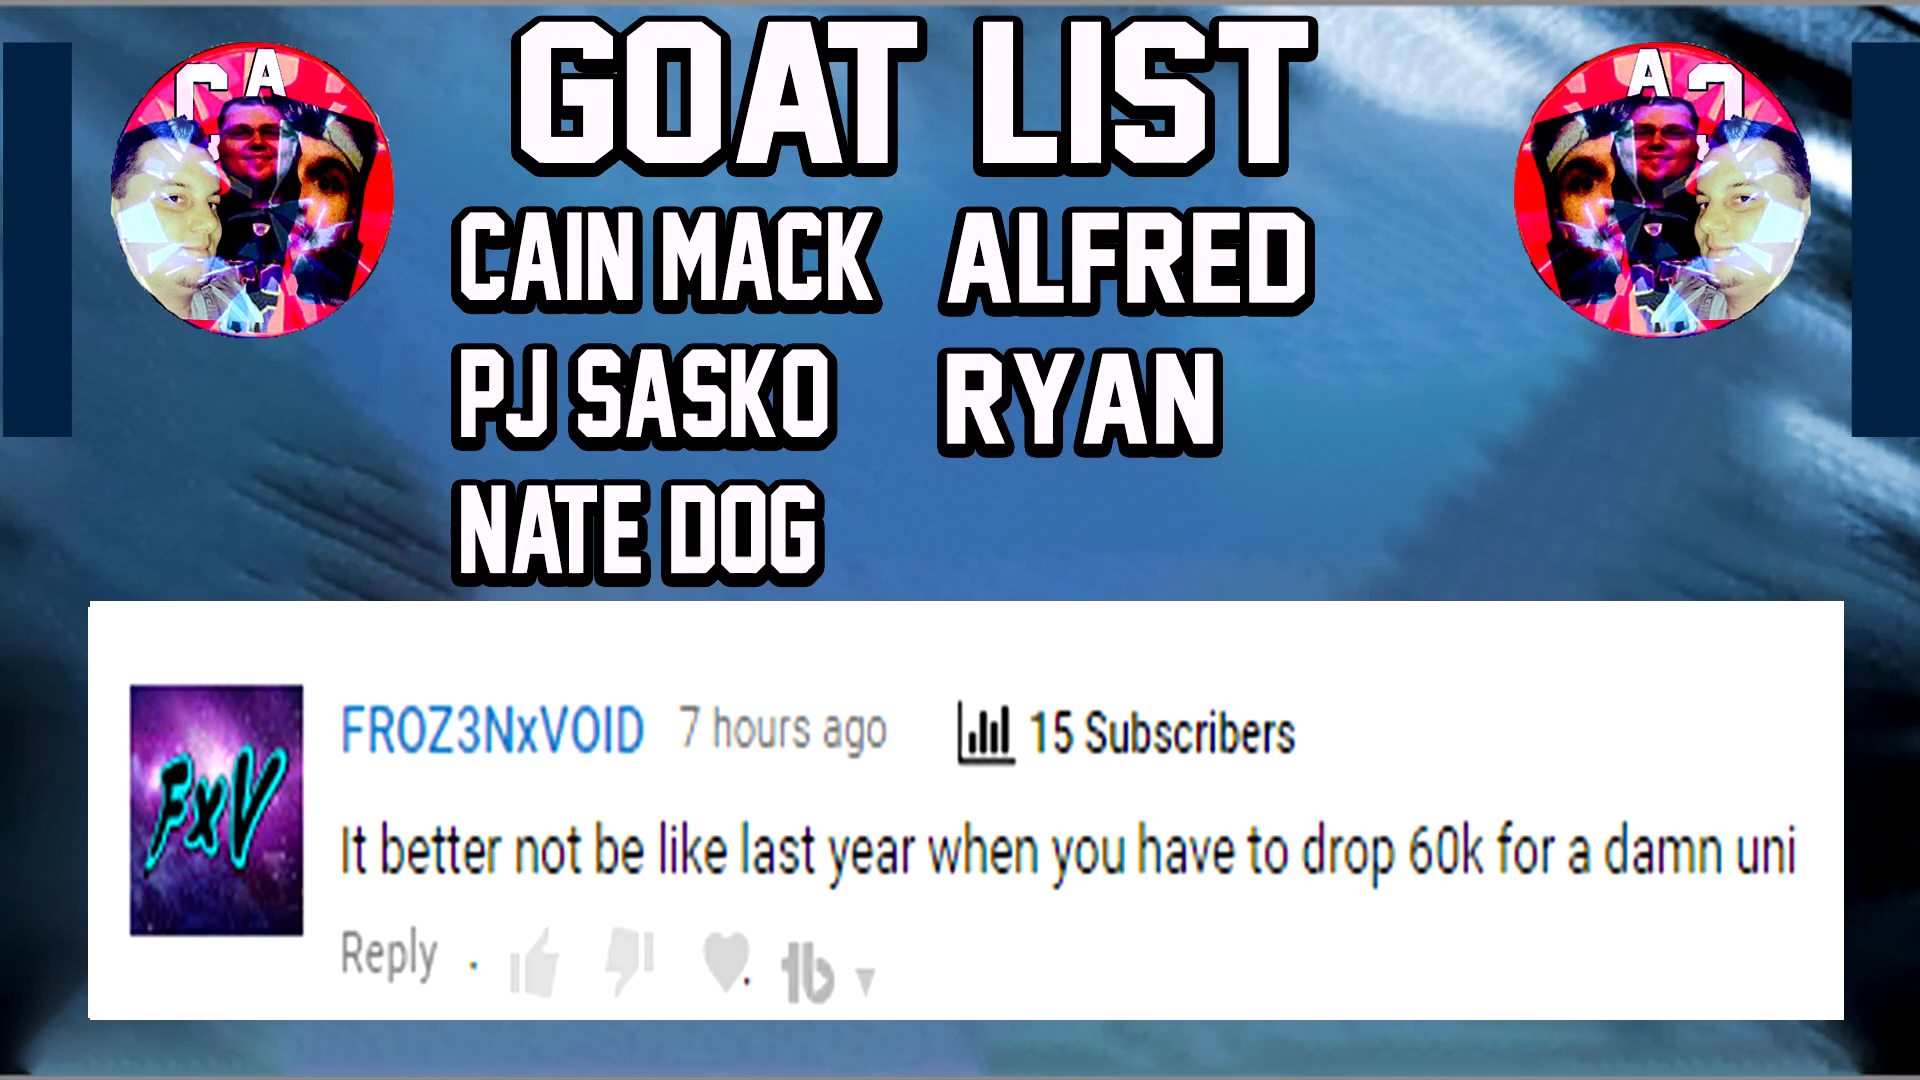 GOAT LIST
CAIN MACK ALFRED
PJ SASKO RYAN
NATE DOG
C A
A
FROZ3NxVOID 7 hours ago 15 Subscribers
FxV
It better not be like last year when you have to drop 60k for a damn uni
Reply